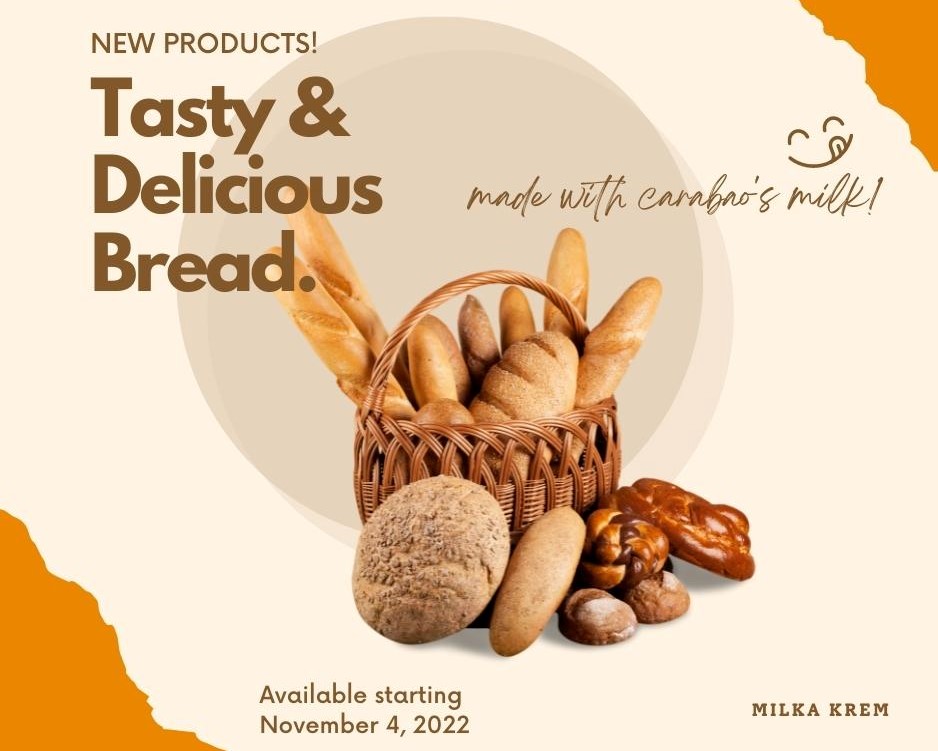 NEW PRODUCTS!
Tasty &
Delicious
Bread.
made with carabao's milk!
Available starting
November 4, 2022
MILKA KREM